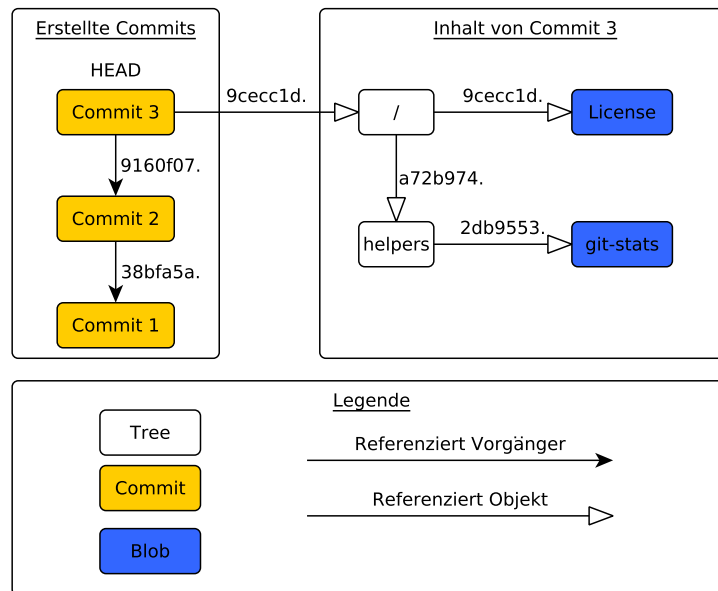 Erstellte Commits
HEAD
Commit 3
9160f07.
Commit 2
38bfa5a.
Commit 1
9cecc1d.
Inhalt von Commit 3
/
9cecc1d.
License
a72b974.
helpers
2db9553.
git-stats
Legende
Tree
Commit
Blob
Referenziert Vorgänger
Referenziert Objekt